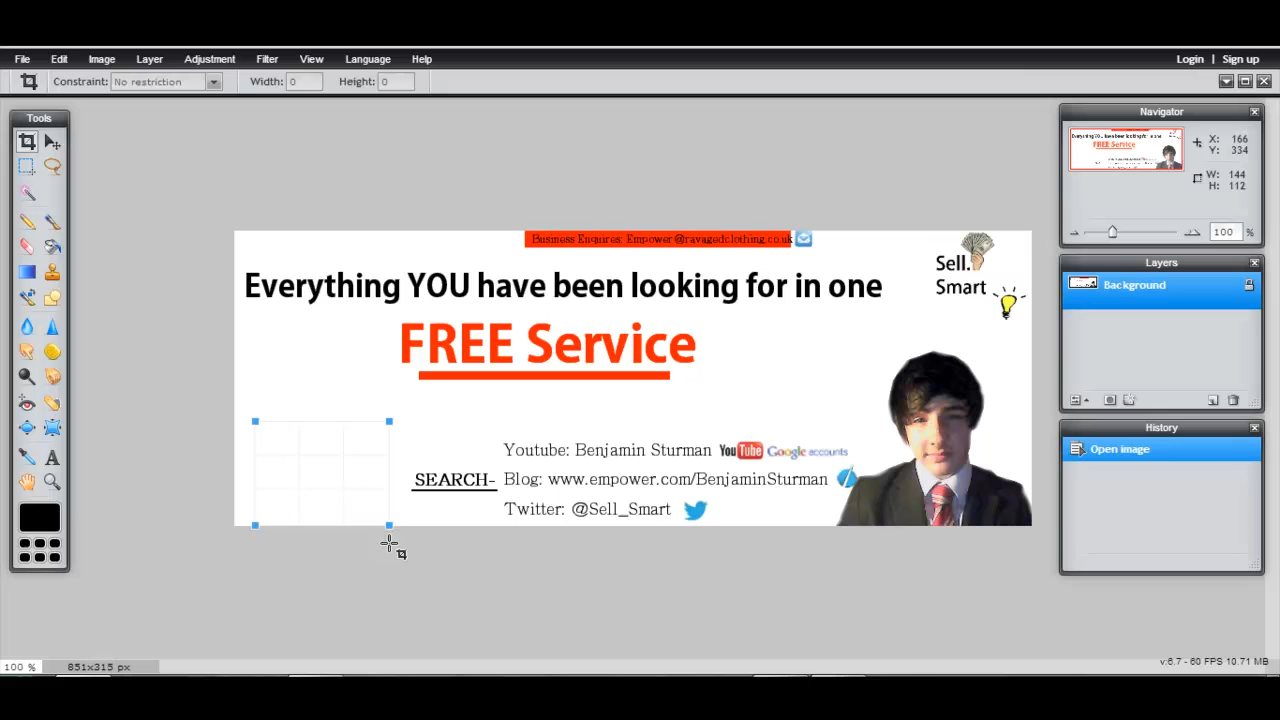 File Edit Image Layer Adjustment Filter View Language Help Login | Sign up
Constraint: No restriction Width: 0 Height: 0
Tools
Navigator
X: 166
Y: 334
W: 144
H: 112
100 %
Layers
Background
History
Open image
Business Enquires: Empower@ravagedclothing.co.uk
Everything YOU have been looking for in one
FREE Service
Sell.
Smart
Youtube: Benjamin Sturman YouTube Google accounts
SEARCH- Blog: www.empower.com/BenjaminSturman
Twitter: @Sell_Smart
100 % 851x315 px
v:6.7 - 60 FPS 10.71 MB